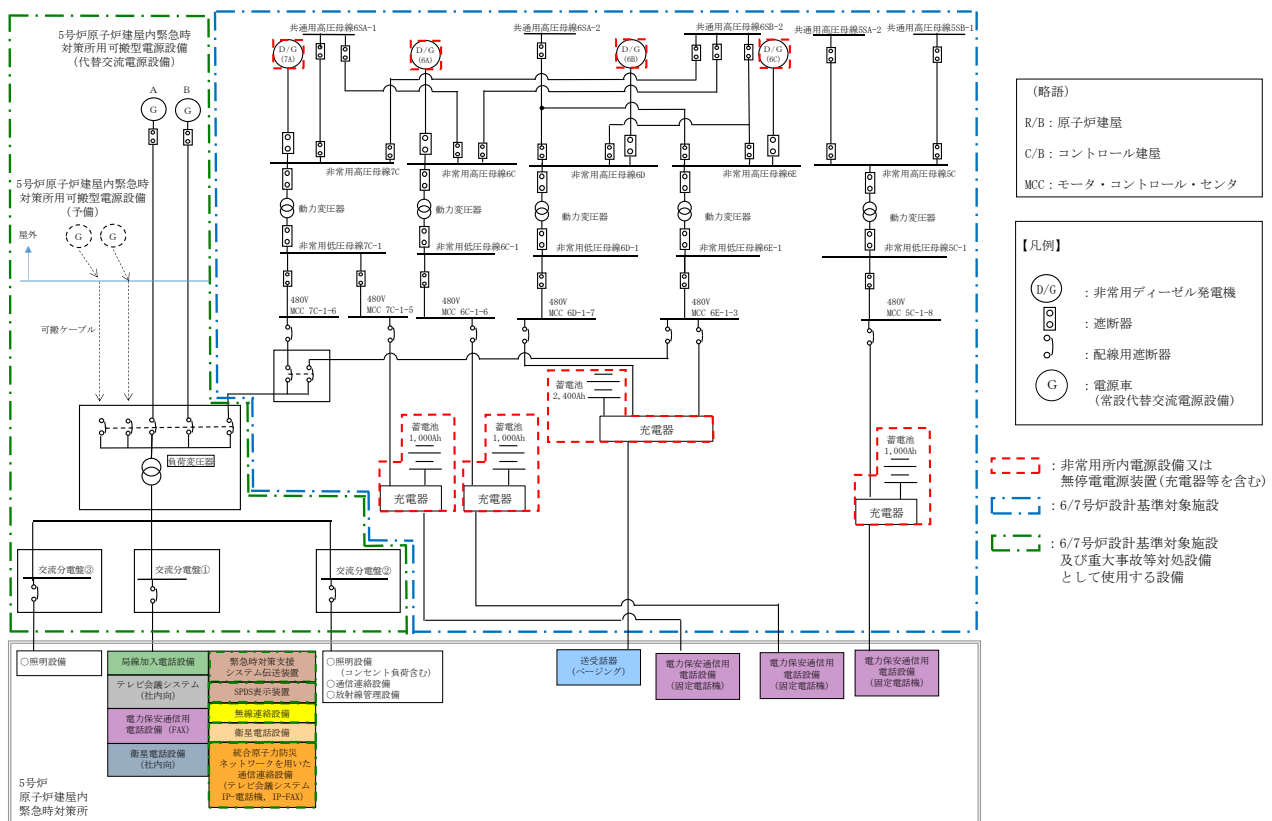 5号炉原子炉建屋内緊急時
対策所用可搬型電源設備
(代替交流電源設備)
A
B
G
G
5号炉原子炉建屋内緊急時
対策所用可搬型電源設備
(予備)
G
G
屋外
可搬ケーブル
共通用高圧母線6SA-1
共通用高圧母線6SA-2
共通用高圧母線6SB-2
共通用高圧母線5SA-2
共通用高圧母線5SB-1
D/G
(7A)
D/G
(6A)
D/G
(6B)
D/G
(6C)
非常用高圧母線7C
非常用高圧母線6C
非常用高圧母線6D
非常用高圧母線6E
非常用高圧母線5C
動力変圧器
動力変圧器
動力変圧器
動力変圧器
動力変圧器
非常用低圧母線7C-1
非常用低圧母線6C-1
非常用低圧母線6D-1
非常用低圧母線6E-1
非常用低圧母線5C-1
480V
MCC 7C-1-6
480V
MCC 7C-1-5
480V
MCC 6C-1-6
480V
MCC 6D-1-7
480V
MCC 6E-1-3
480V
MCC 5C-1-8
蓄電池
2,400Ah
充電器
蓄電池
1,000Ah
充電器
蓄電池
1,000Ah
充電器
蓄電池
1,000Ah
充電器
負荷変圧器
交流分電盤③
交流分電盤①
交流分電盤②
○照明設備
局線加入電話設備
テレビ会議システム
(社内向)
電力保安通信用
電話設備(FAX)
衛星電話設備
(社内向)
緊急時対策支援
システム伝送装置
SPDS表示装置
無線連絡設備
衛星電話設備
統合原子力防災
ネットワークを用いた
通信連絡設備
(テレビ会議システム
IP-電話機, IP-FAX)
○照明設備
(コンセント負荷含む)
○通信連絡設備
○放射線管理設備
送受話器
(ページング)
電力保安通信用
電話設備
(固定電話機)
電力保安通信用
電話設備
(固定電話機)
電力保安通信用
電話設備
(固定電話機)
5号炉
原子炉建屋内
緊急時対策所
(略語)
R/B：原子炉建屋
C/B：コントロール建屋
MCC：モータ・コントロール・センタ
【凡例】
D/G
：非常用ディーゼル発電機
：遮断器
：配線用遮断器
G
：電源車
(常設代替交流電源設備)
：非常用所内電源設備又は
無停電電源装置(充電器等を含む)
：6/7号炉設計基準対象施設
：6/7号炉設計基準対象施設
及び重大事故等対処設備
として使用する設備